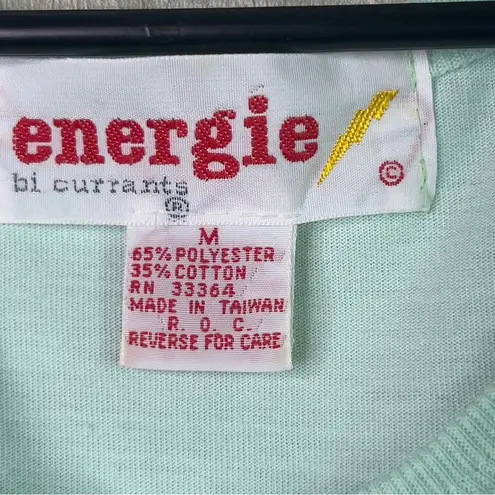 energie
©
bi currants
®
M
65% POLYESTER
35% COTTON
RN 33364
MADE IN TAIWAN
R. O. C.
REVERSE FOR CARE